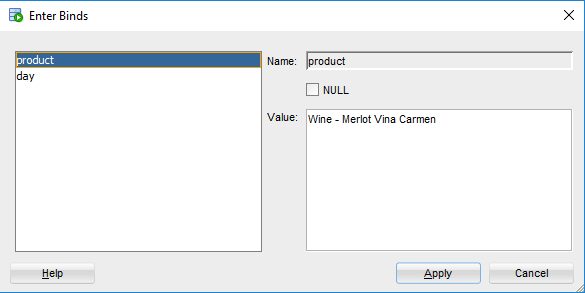 Enter Binds
product
day
Name: product
NULL
Value: Wine - Merlot Vina Carmen
Help Apply Cancel